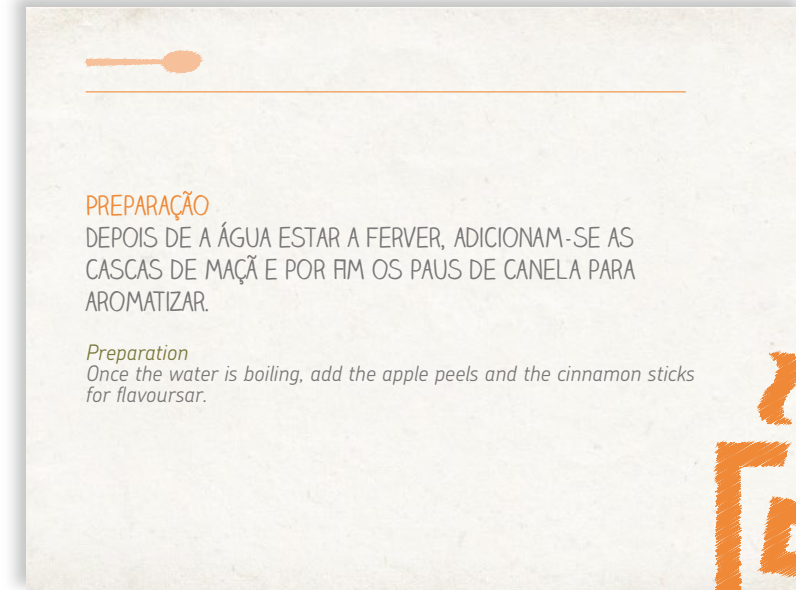 PREPARAÇÃO
DEPOIS DE A ÁGUA ESTAR A FERVER, ADICIONAM-SE AS
CASCAS DE MAÇÃ E POR FIM OS PAUS DE CANELA PARA
AROMATIZAR.
Preparation
Once the water is boiling, add the apple peels and the cinnamon sticks
for flavoursar.